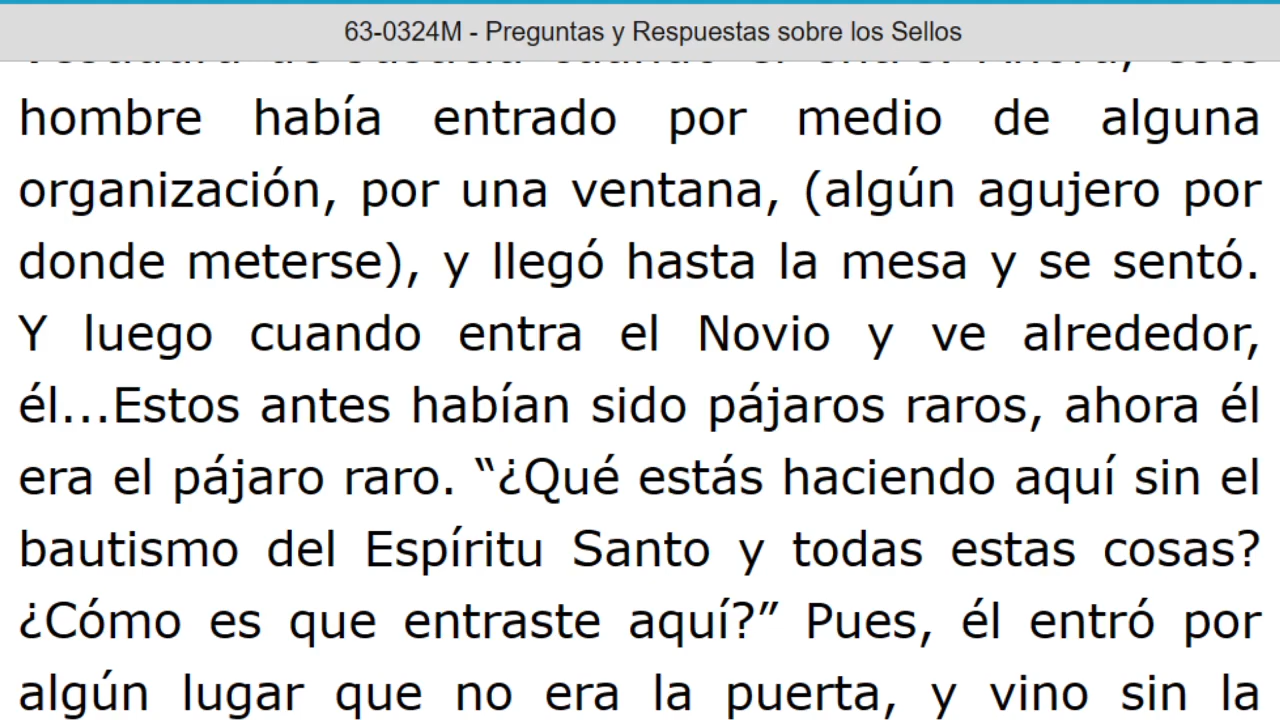 63-0324M - Preguntas y Respuestas sobre los Sellos
hombre había entrado por medio de alguna
organización, por una ventana, (algún agujero por
donde meterse), y llegó hasta la mesa y se sentó.
Y luego cuando entra el Novio y ve alrededor,
él...Estos antes habían sido pájaros raros, ahora él
era el pájaro raro. “¿Qué estás haciendo aquí sin el
bautismo del Espíritu Santo y todas estas cosas?
¿Cómo es que entraste aquí?” Pues, él entró por
algún lugar que no era la puerta, y vino sin la